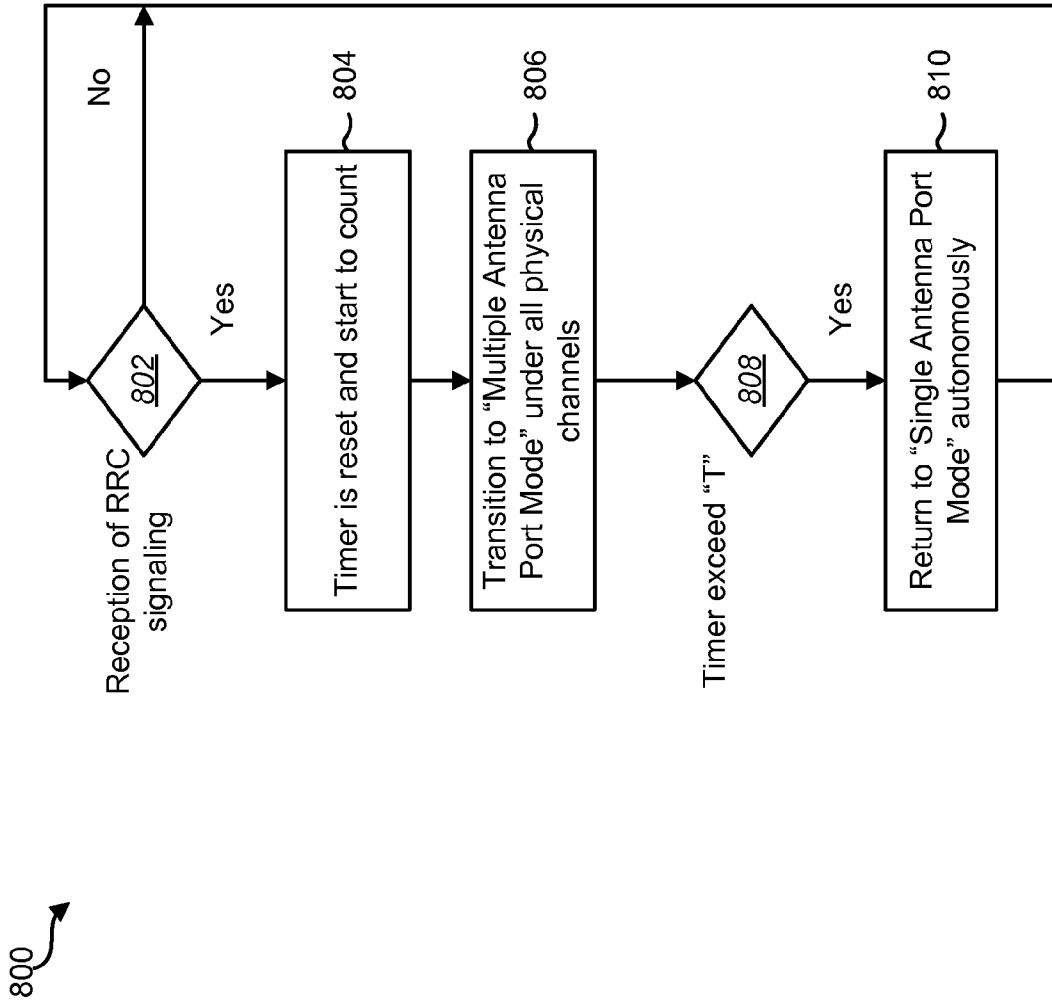 800
Reception of RRC
signaling
802
No
Yes
Timer is reset and start to count
804
Transition to “Multiple Antenna
Port Mode” under all physical
channels
806
Timer exceed “T”
808
Yes
Return to “Single Antenna Port
Mode” autonomously
810